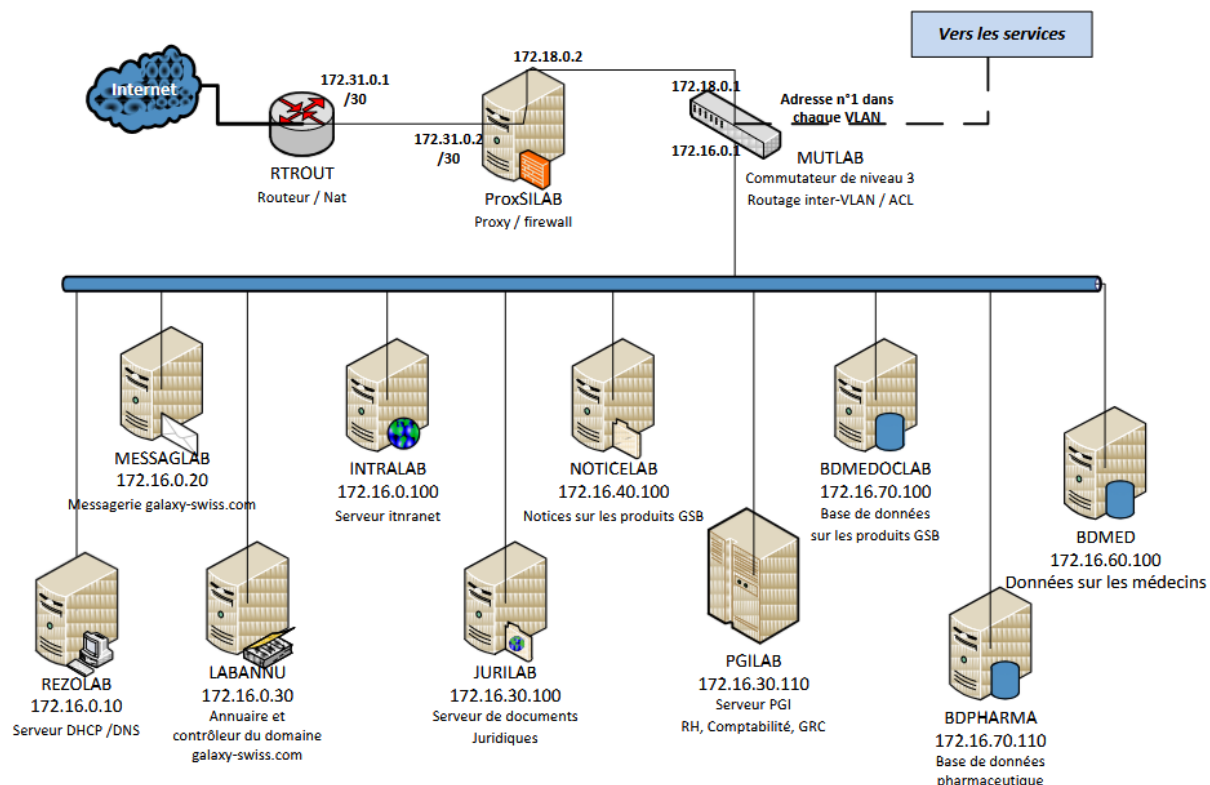 Vers les services
Internet
172.31.0.1
/30
RTROUT
Routeur / Nat
172.31.0.2
/30
ProxSILAB
Proxy / firewall
172.18.0.2
172.18.0.1
172.16.0.1
Adresse n°1 dans
chaque VLAN
MUTLAB
Commutateur de niveau 3
Routage inter-VLAN / ACL
MESSAGLAB
172.16.0.20
Messagerie galaxy-swiss.com
INTRALAB
172.16.0.100
Serveur itnranet
NOTICELAB
172.16.40.100
Notices sur les produits GSB
BDMEDOCLAB
172.16.70.100
Base de données
sur les produits GSB
BDMED
172.16.60.100
Données sur les médecins
REZOLAB
172.16.0.10
Serveur DHCP /DNS
LABANNU
172.16.0.30
Annuaire et
contrôleur du domaine
galaxy-swiss.com
JURILAB
172.16.30.100
Serveur de documents
Juridiques
PGILAB
172.16.30.110
Serveur PGI
RH, Comptabilité, GRC
BDPHARMA
172.16.70.110
Base de données
pharmaceutique